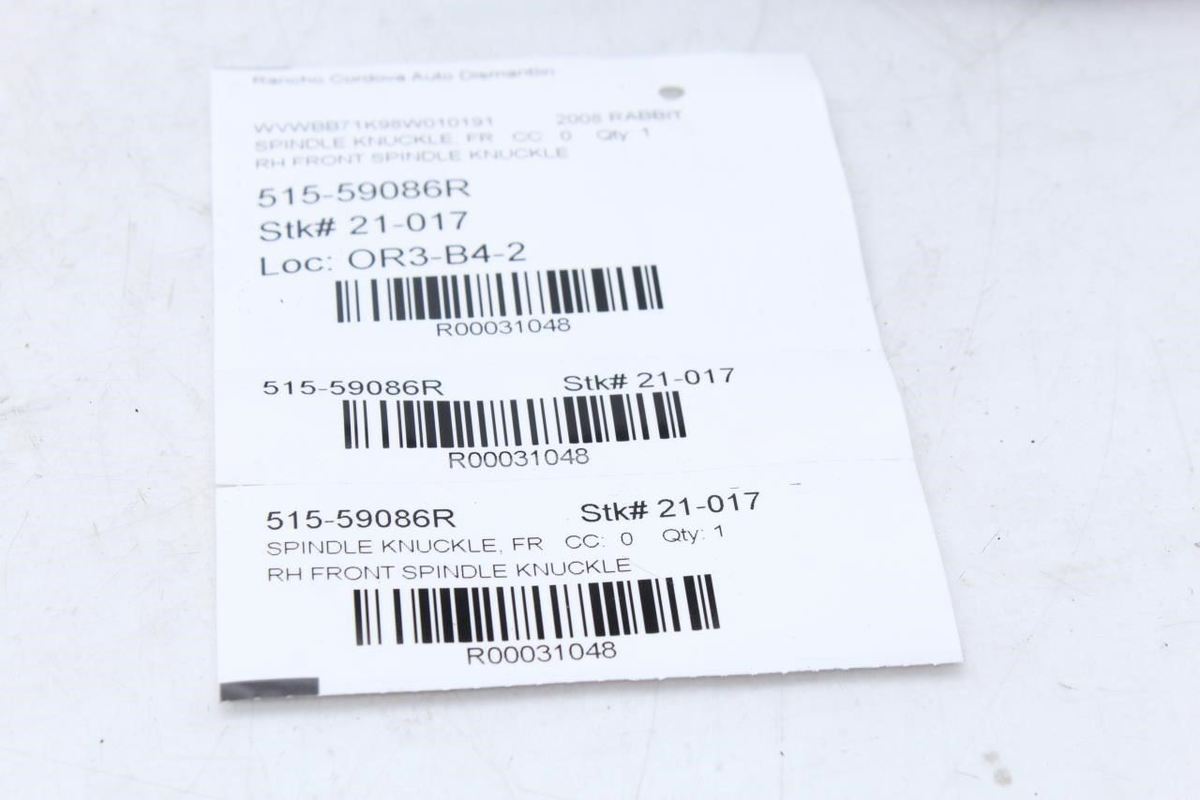 Rancho Cordova Auto Dismantlin
WVWBB71K98W010191 2008 RABBIT
SPINDLE KNUCKLE, FR CC: 0 Qty: 1
RH FRONT SPINDLE KNUCKLE
515-59086R
Stk# 21-017
Loc: OR3-B4-2
R00031048
515-59086R Stk# 21-017
R00031048
515-59086R Stk# 21-017
SPINDLE KNUCKLE, FR CC: 0 Qty: 1
RH FRONT SPINDLE KNUCKLE
R00031048